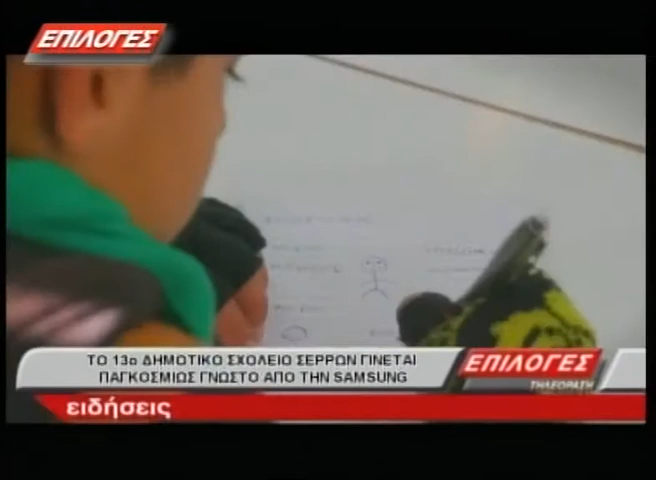 ΕΠΙΛΟΓΕΣ
ΤΟ 13ο ΔΗΜΟΤΙΚΟ ΣΧΟΛΕΙΟ ΣΕΡΡΩΝ ΓΙΝΕΤΑΙ
ΠΑΓΚΟΣΜΙΩΣ ΓΝΩΣΤΟ ΑΠΟ ΤΗΝ SAMSUNG
ΕΠΙΛΟΓΕΣ
ΤΗΛΕΟΡΑΣΗ
ειδήσεις